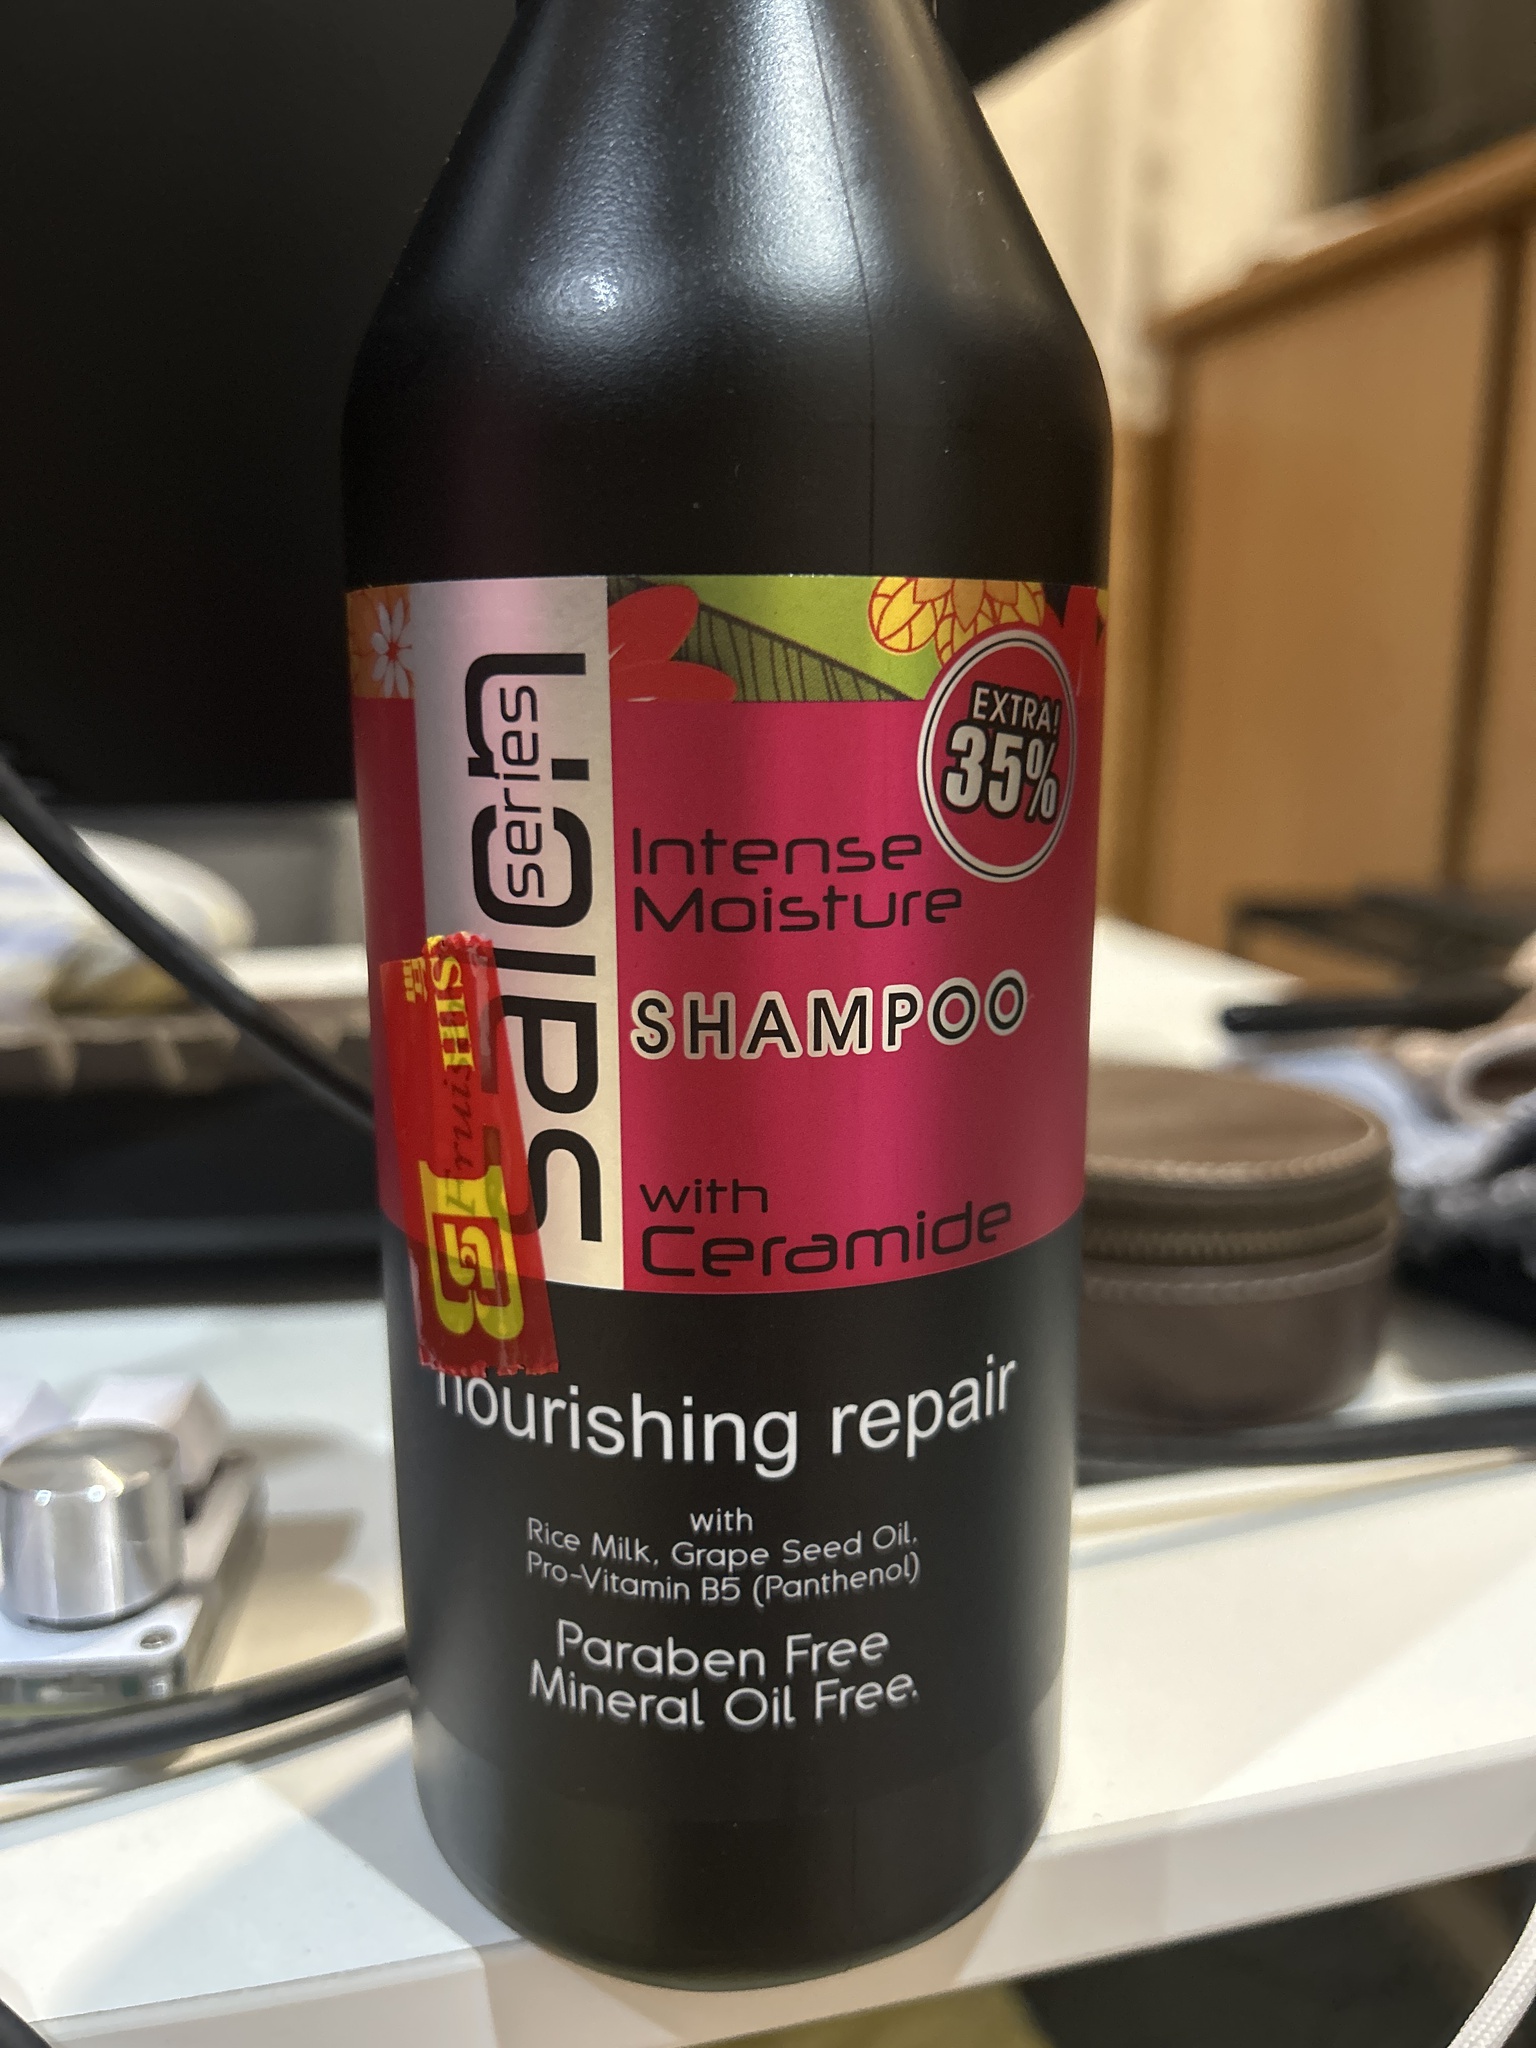 salon
series
EXTRA!
35%
Intense
Moisture
SHAMPOO
with
Ceramide
nourishing repair
with
Rice Milk, Grape Seed Oil,
Pro-Vitamin B5 (Panthenol)
Paraben Free
Mineral Oil Free.